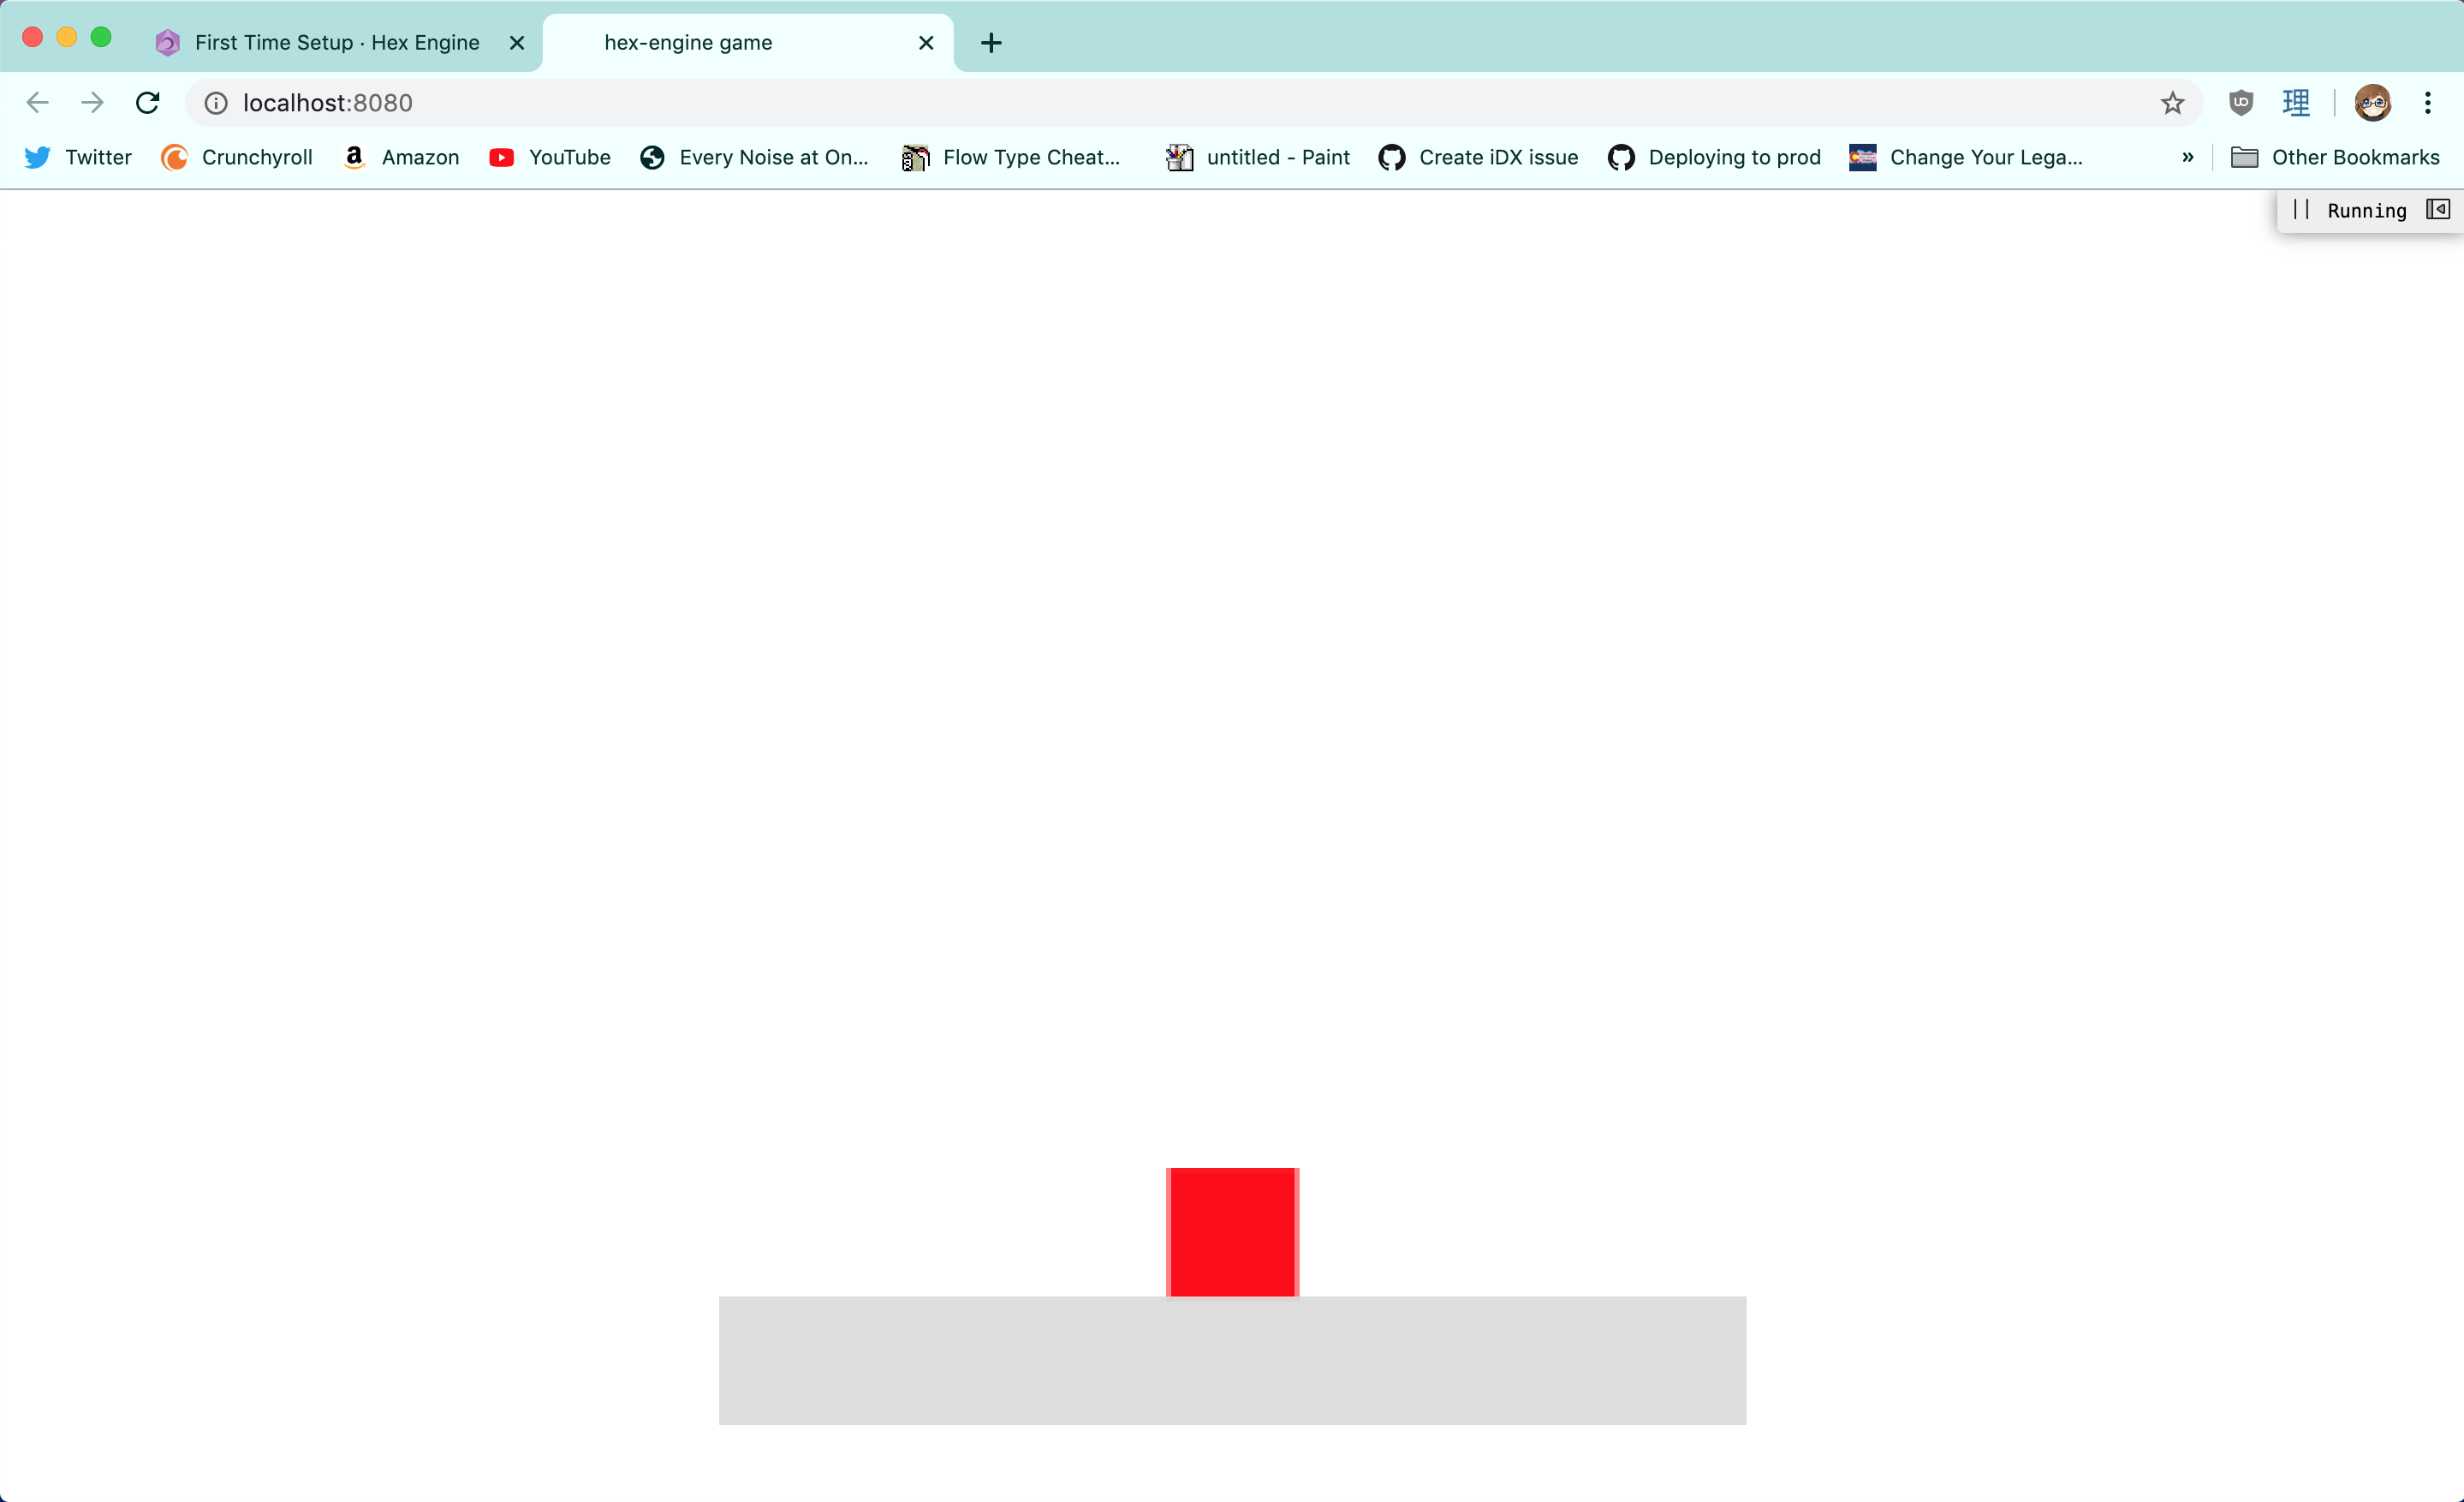 First Time Setup · Hex Engine
hex-engine game
localhost:8080
理
Twitter
Crunchyroll
Amazon
YouTube
Every Noise at On...
Flow Type Cheat...
untitled - Paint
Create iDX issue
Deploying to prod
Change Your Lega...
»
Other Bookmarks
Running